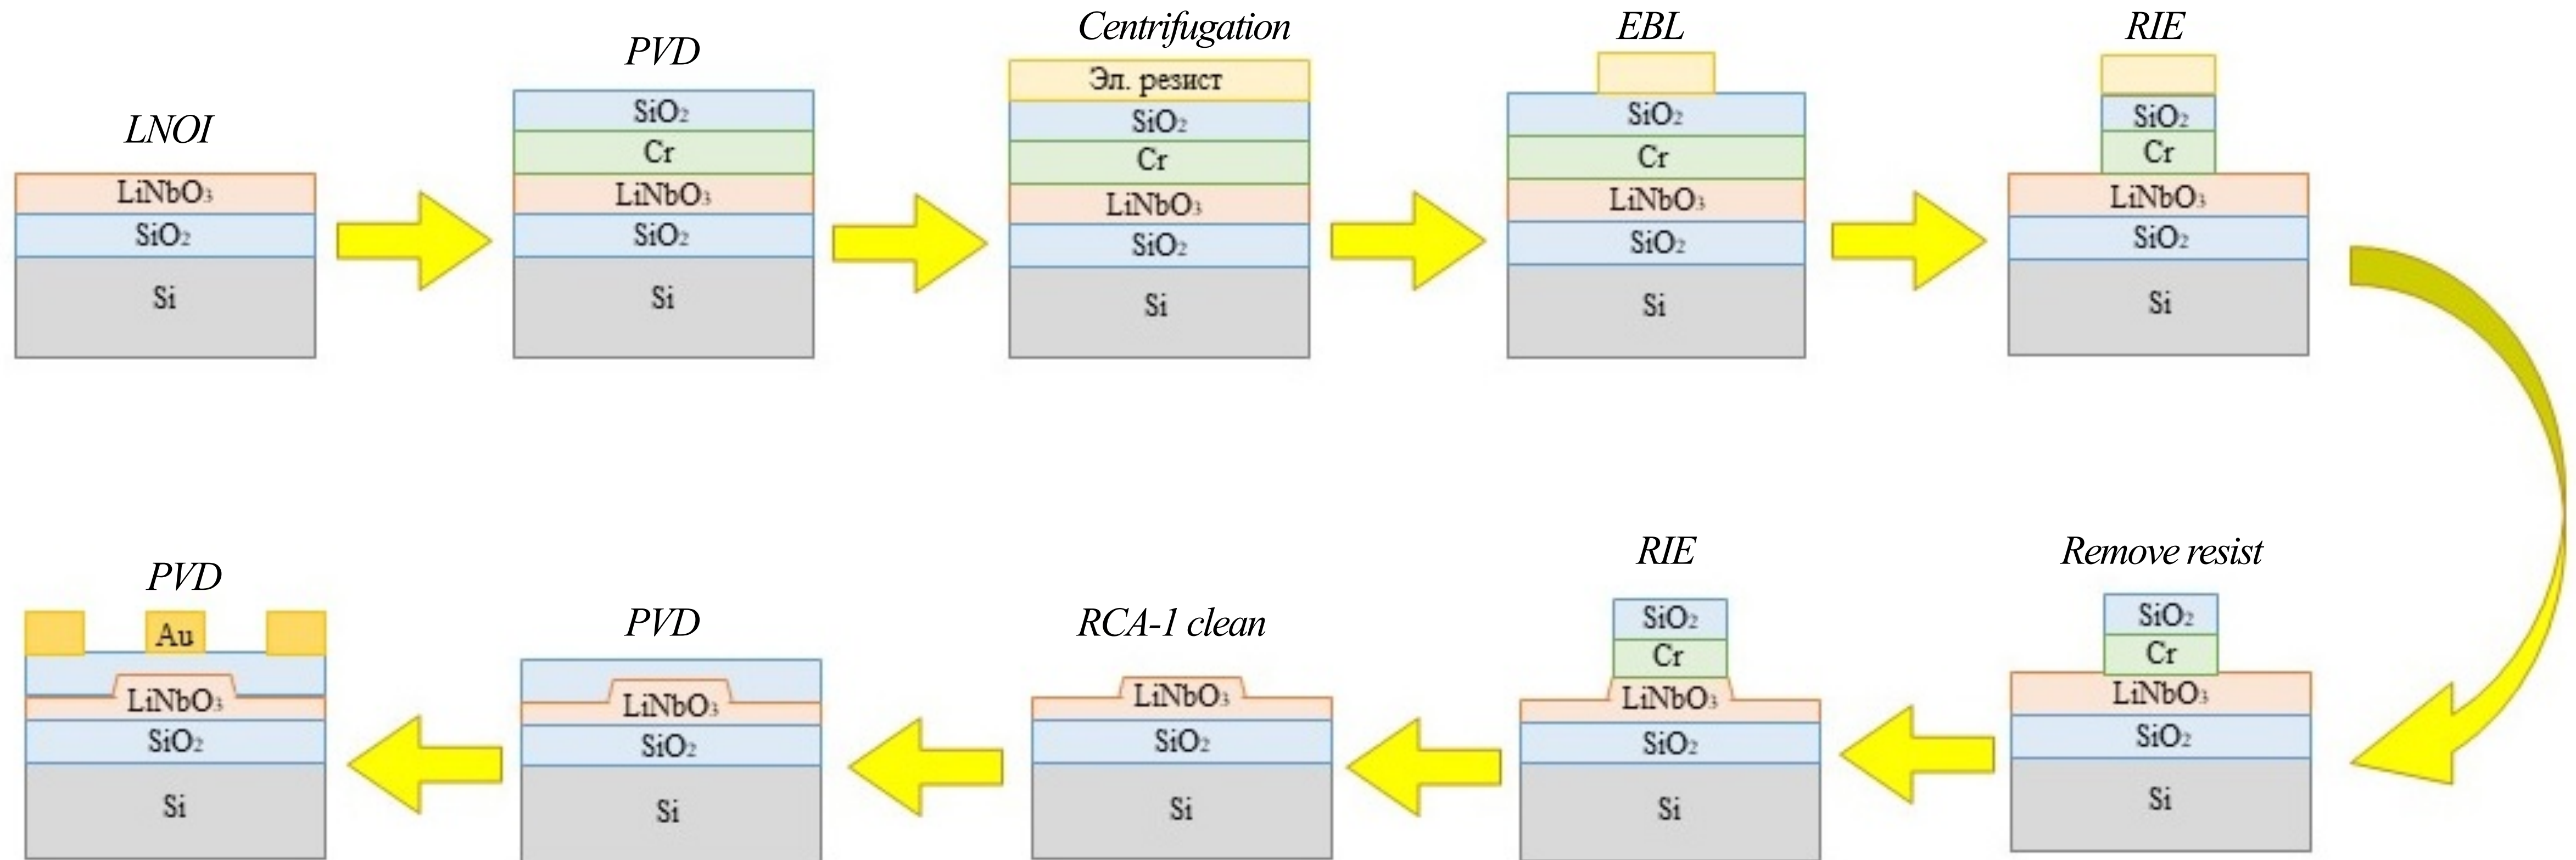 LNOI
LiNbO3
SiO2
Si
PVD
SiO2
Cr
LiNbO3
SiO2
Si
Centrifugation
Эл. резист
SiO2
Cr
LiNbO3
SiO2
Si
EBL
SiO2
Cr
LiNbO3
SiO2
Si
RIE
SiO2
Cr
LiNbO3
SiO2
Si
Remove resist
SiO2
Cr
LiNbO3
SiO2
Si
RIE
SiO2
Cr
LiNbO3
SiO2
Si
RCA-1 clean
LiNbO3
SiO2
Si
PVD
LiNbO3
SiO2
Si
PVD
Au
LiNbO3
SiO2
Si